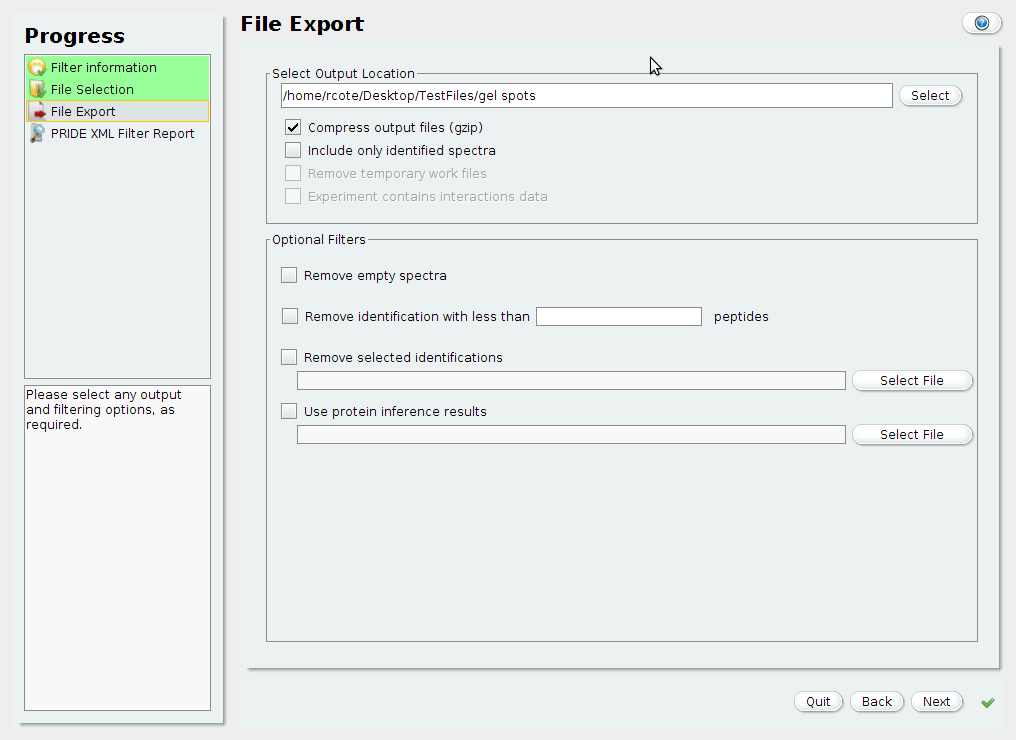 Progress
Filter information
File Selection
File Export
PRIDE XML Filter Report
Please select any output
and filtering options, as
required.
File Export
Select Output Location
/home/rcote/Desktop/TestFiles/gel spots
Select
Compress output files (gzip)
Include only identified spectra
Remove temporary work files
Experiment contains interactions data
Optional Filters
Remove empty spectra
Remove identification with less than peptides
Remove selected identifications
Select File
Use protein inference results
Select File
Quit Back Next